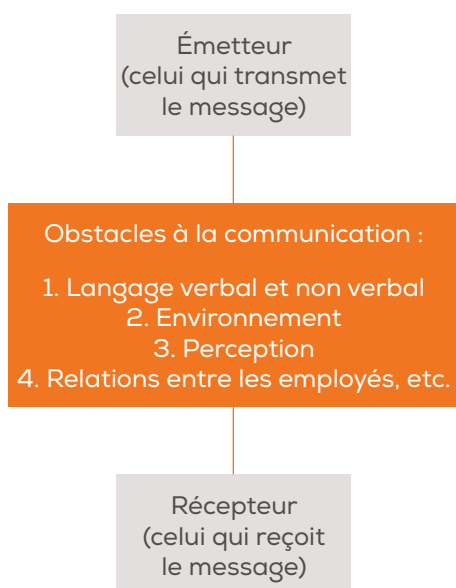 Émetteur
(celui qui transmet
le message)
Obstacles à la communication :
1. Langage verbal et non verbal
2. Environnement
3. Perception
4. Relations entre les employés, etc.
Récepteur
(celui qui reçoit
le message)